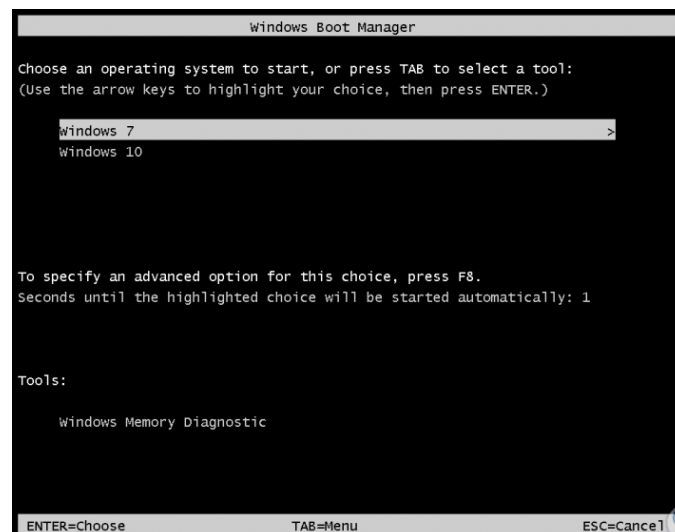 Windows Boot Manager
Choose an operating system to start, or press TAB to select a tool:
(Use the arrow keys to highlight your choice, then press ENTER.)
Windows 7 >
Windows 10
To specify an advanced option for this choice, press F8.
Seconds until the highlighted choice will be started automatically: 1
Tools:
Windows Memory Diagnostic
ENTER=Choose TAB=Menu ESC=Cancel